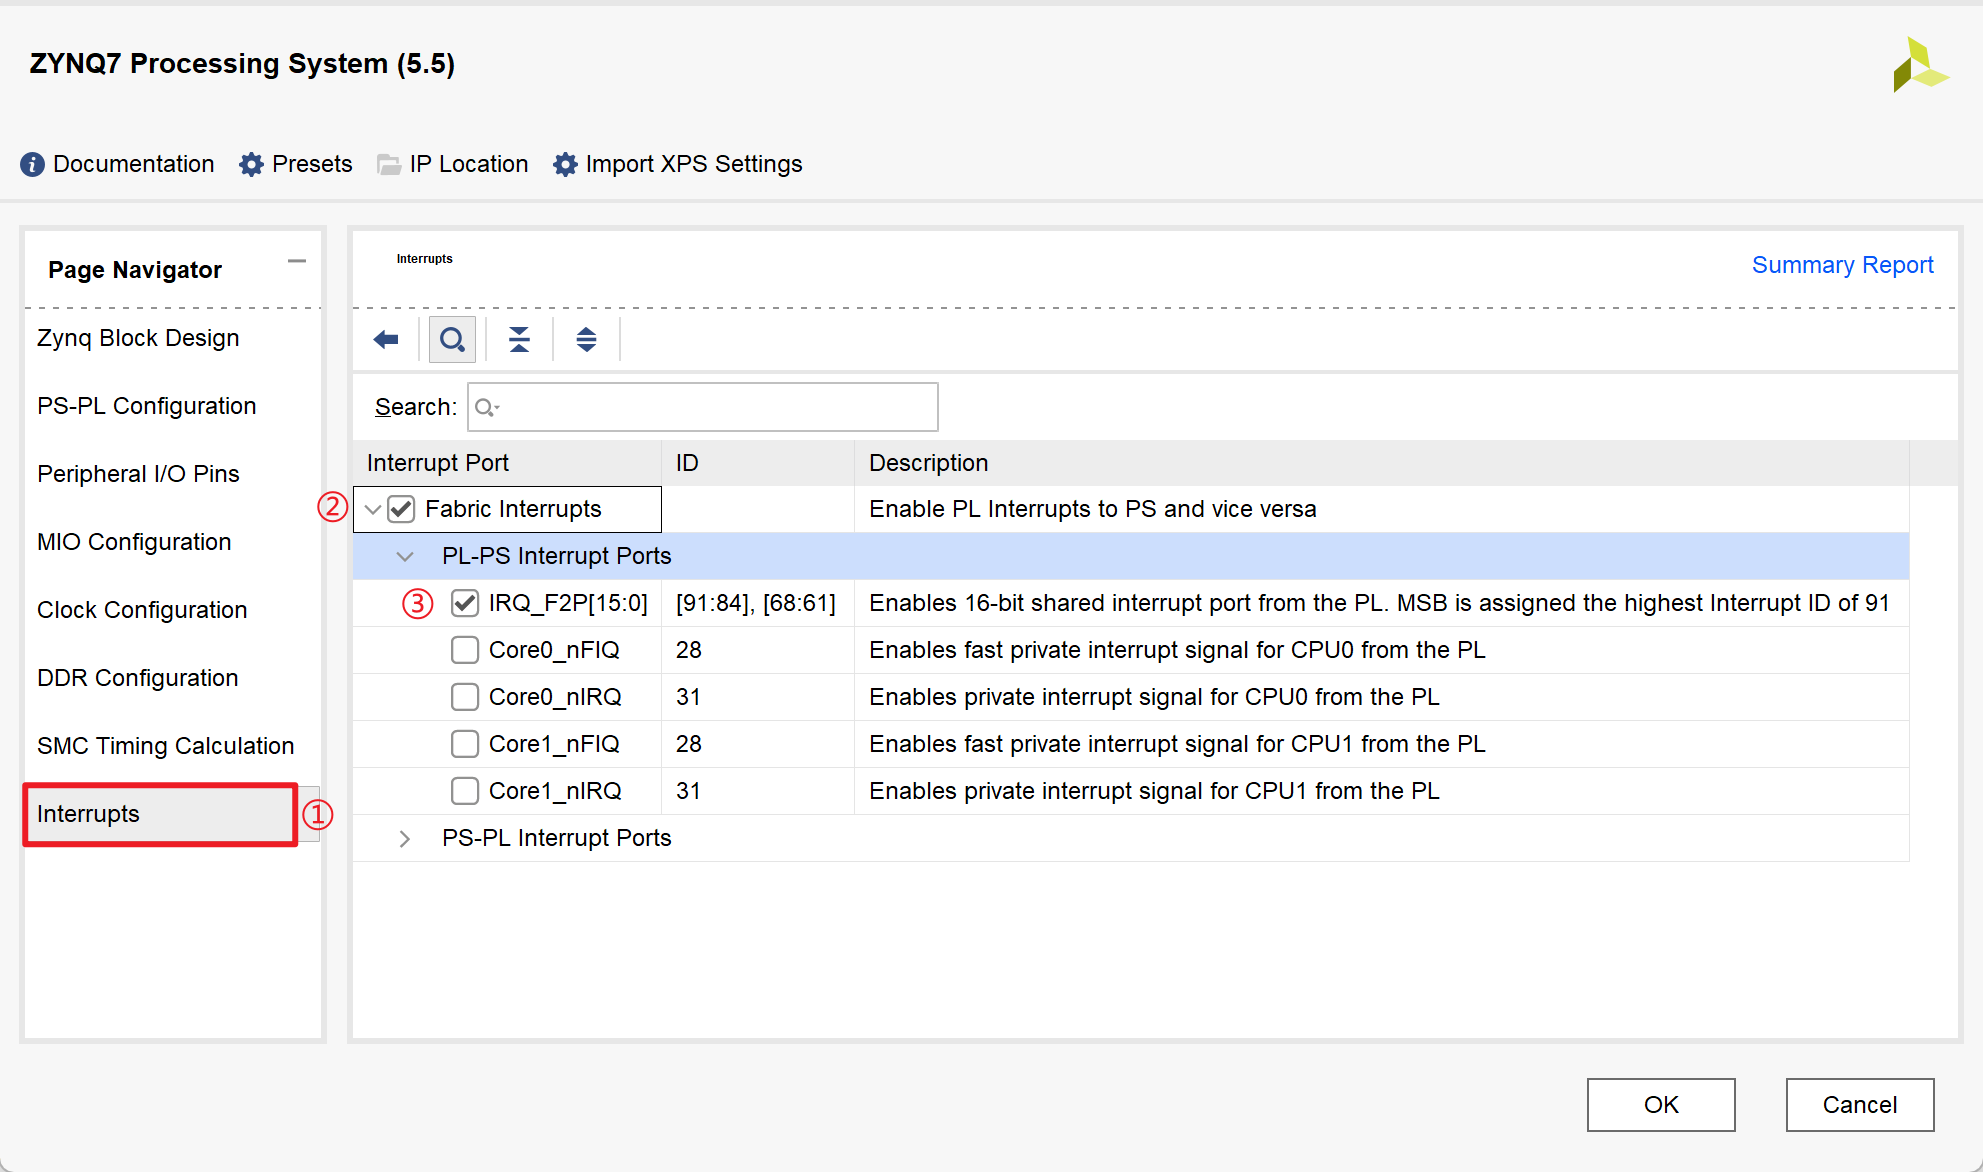 ZYNQ7 Processing System (5.5)
Documentation Presets IP Location Import XPS Settings
Page Navigator
Zynq Block Design
PS-PL Configuration
Peripheral I/O Pins
MIO Configuration
Clock Configuration
DDR Configuration
SMC Timing Calculation
Interrupts ①
Interrupts
Summary Report
Search:
Interrupt Port ID Description
② Fabric Interrupts Enable PL Interrupts to PS and vice versa
PL-PS Interrupt Ports
③ IRQ_F2P[15:0] [91:84], [68:61] Enables 16-bit shared interrupt port from the PL. MSB is assigned the highest Interrupt ID of 91
Core0_nFIQ 28 Enables fast private interrupt signal for CPU0 from the PL
Core0_nIRQ 31 Enables private interrupt signal for CPU0 from the PL
Core1_nFIQ 28 Enables fast private interrupt signal for CPU1 from the PL
Core1_nIRQ 31 Enables private interrupt signal for CPU1 from the PL
PS-PL Interrupt Ports
OK Cancel